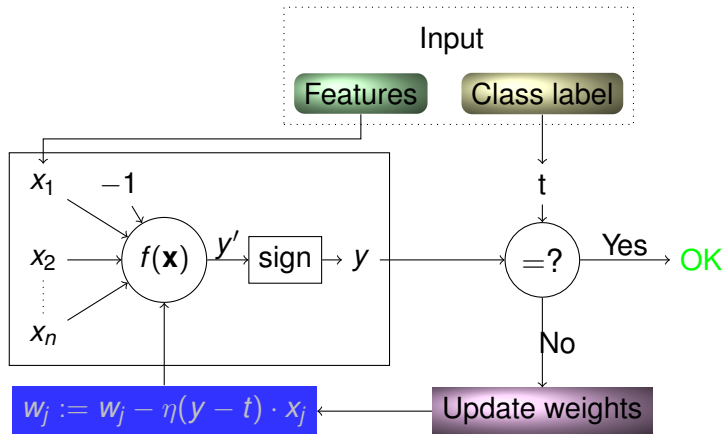 Input
Features
Class label
x₁
−1
t
x₂
f(x)
y′
sign
y
=?
Yes
OK
xₙ
No
wⱼ := wⱼ − η(y − t) · xⱼ
Update weights